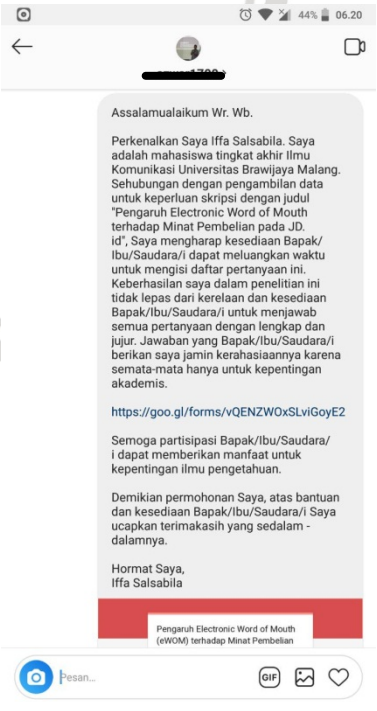 44% 06.20
Assalamualaikum Wr. Wb.
Perkenalkan Saya Iffa Salsabila. Saya
adalah mahasiswa tingkat akhir Ilmu
Komunikasi Universitas Brawijaya Malang.
Sehubungan dengan pengambilan data
untuk keperluan skripsi dengan judul
"Pengaruh Electronic Word of Mouth
terhadap Minat Pembelian pada JD.
id", Saya mengharap kesediaan Bapak/
Ibu/Saudara/i dapat meluangkan waktu
untuk mengisi daftar pertanyaan ini.
Keberhasilan saya dalam penelitian ini
tidak lepas dari kerelaan dan kesediaan
Bapak/Ibu/Saudara/i untuk menjawab
semua pertanyaan dengan lengkap dan
jujur. Jawaban yang Bapak/Ibu/Saudara/i
berikan saya jamin kerahasiaannya karena
semata-mata hanya untuk kepentingan
akademis.
https://goo.gl/forms/vQENZWOxSLviGoyE2
Semoga partisipasi Bapak/Ibu/Saudara/
i dapat memberikan manfaat untuk
kepentingan ilmu pengetahuan.
Demikian permohonan Saya, atas bantuan
dan kesediaan Bapak/Ibu/Saudara/i Saya
ucapkan terimakasih yang sedalam -
dalamnya.
Hormat Saya,
Iffa Salsabila
Pengaruh Electronic Word of Mouth
(eWOM) terhadap Minat Pembelian
Pesan...
GIF